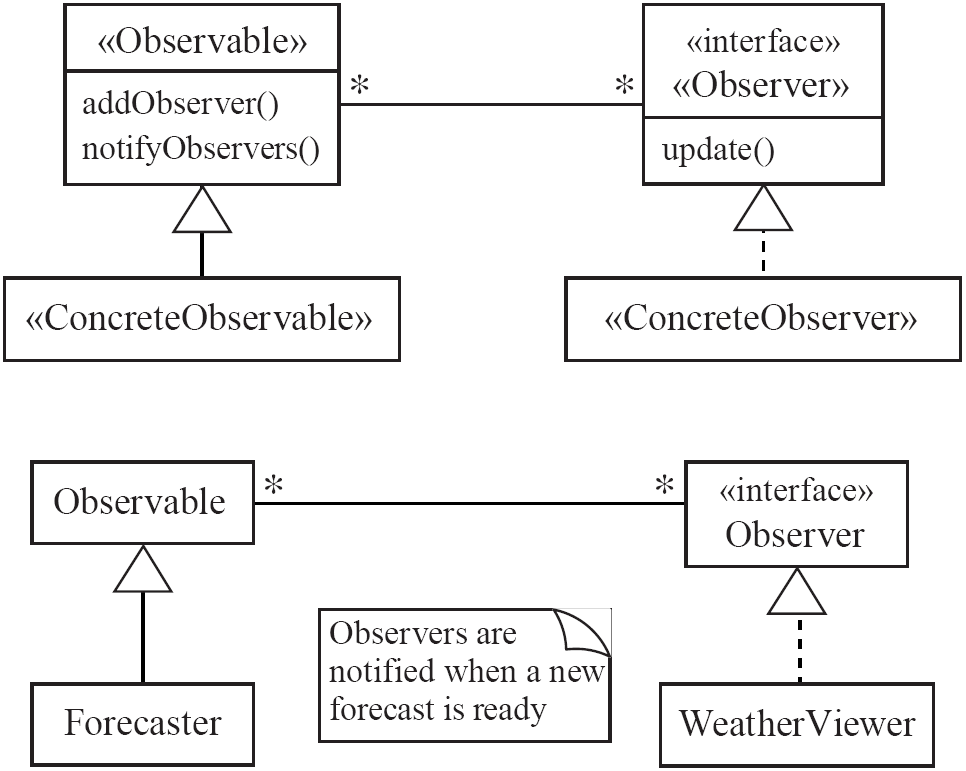 «Observable»
addObserver()
notifyObservers()
* *
«interface»
«Observer»
update()
«ConcreteObservable»
«ConcreteObserver»
Observable
* *
«interface»
Observer
Observers are
notified when a new
forecast is ready
Forecaster
WeatherViewer